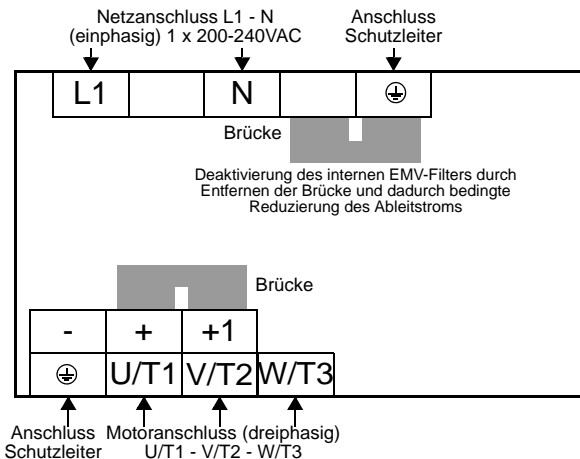 Netzanschluss L1 - N
(einphasig) 1 x 200-240VAC
Anschluss
Schutzleiter
L1 N
Brücke
Deaktivierung des internen EMV-Filters durch
Entfernen der Brücke und dadurch bedingte
Reduzierung des Ableitstroms
Brücke
- + +1
U/T1 V/T2 W/T3
Anschluss
Schutzleiter
Motoranschluss (dreiphasig)
U/T1 - V/T2 - W/T3